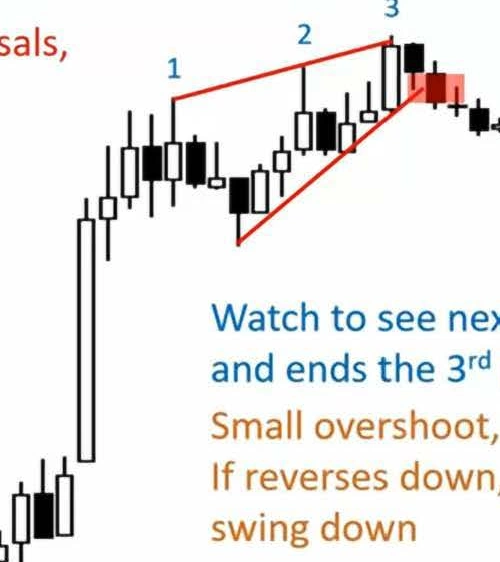 sals,
3
2
1
Watch to see nex
and ends the 3rd
Small overshoot,
If reverses down,
swing down